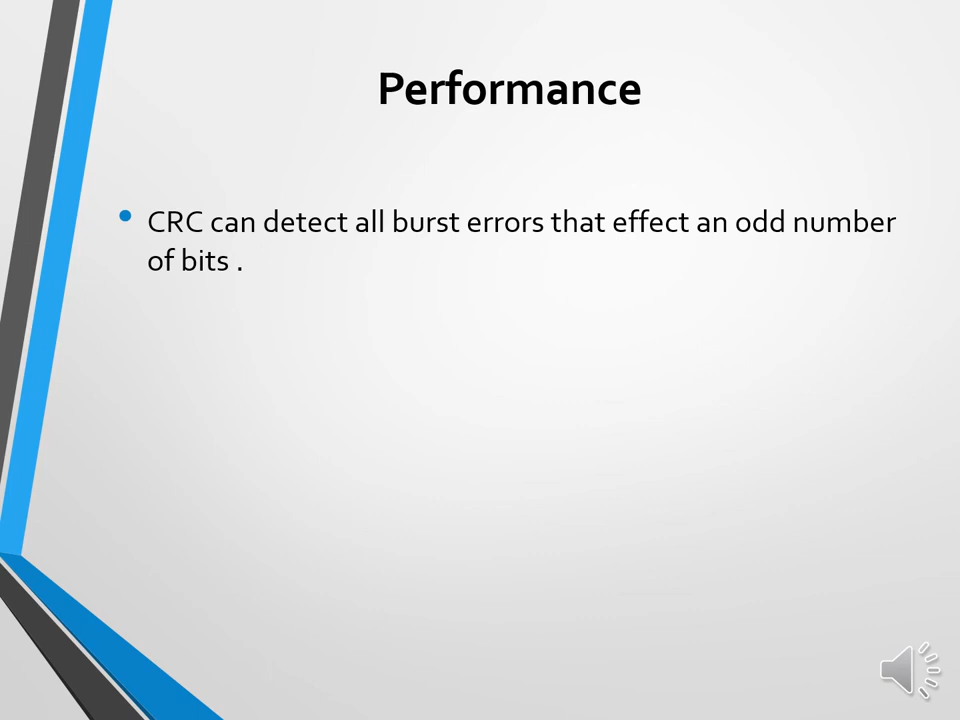 Performance
• CRC can detect all burst errors that effect an odd number
of bits .